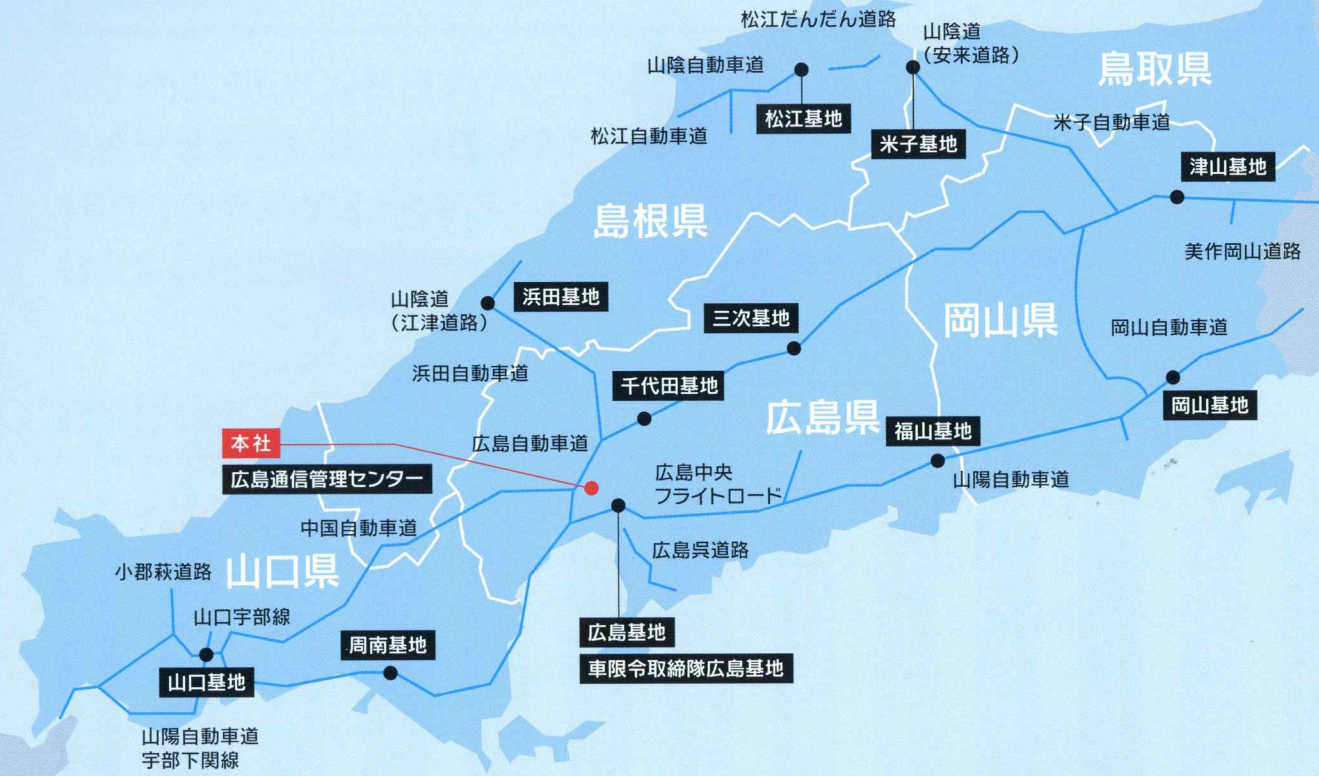 松江だんだん道路
山陰道
（安来道路）
山陰自動車道
鳥取県
松江基地
松江自動車道
米子基地
米子自動車道
津山基地
島根県
美作岡山道路
山陰道
（江津道路）
浜田基地
三次基地
岡山県
岡山自動車道
浜田自動車道
千代田基地
広島県
岡山基地
本社
広島自動車道
福山基地
広島通信管理センター
広島中央
フライトロード
山陽自動車道
中国自動車道
広島呉道路
小郡萩道路
山口県
山口宇部線
周南基地
広島基地
車限令取締隊広島基地
山口基地
山陽自動車道
宇部下関線